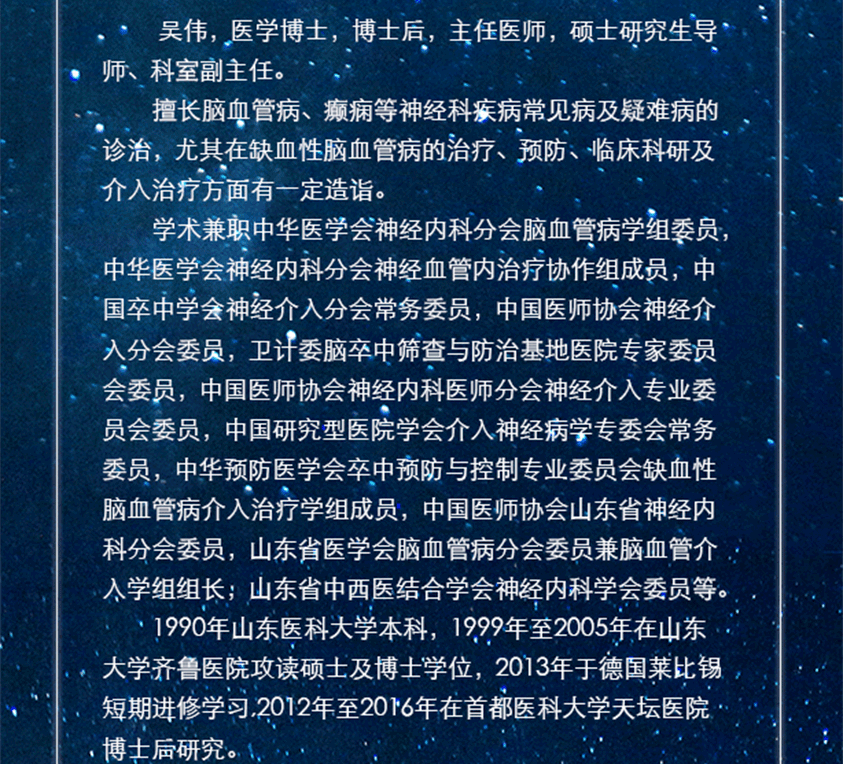 吴伟，医学博士，博士后，主任医师，硕士研究生导
师、科室副主任。
擅长脑血管病、癫痫等神经科疾病常见病及疑难病的
诊治，尤其在缺血性脑血管病的治疗、预防、临床科研及
介入治疗方面有一定造诣。
学术兼职中华医学会神经内科分会脑血管病学组委员，
中华医学会神经内科分会神经血管内治疗协作组成员，中
国卒中学会神经介入分会常务委员，中国医师协会神经介
入分会委员，卫计委脑卒中筛查与防治基地医院专家委员
会委员，中国医师协会神经内科医师分会神经介入专业委
员会委员，中国研究型医院学会介入神经病学专委会常务
委员，中华预防医学会卒中预防与控制专业委员会缺血性
脑血管病介入治疗学组成员，中国医师协会山东省神经内
科分会委员，山东省医学会脑血管病分会委员兼脑血管介
入学组组长；山东省中西医结合学会神经内科学会委员等。
1990年山东医科大学本科，1999年至2005年在山东
大学齐鲁医院攻读硕士及博士学位，2013年于德国莱比锡
短期进修学习,2012年至2016年在首都医科大学天坛医院
博士后研究。